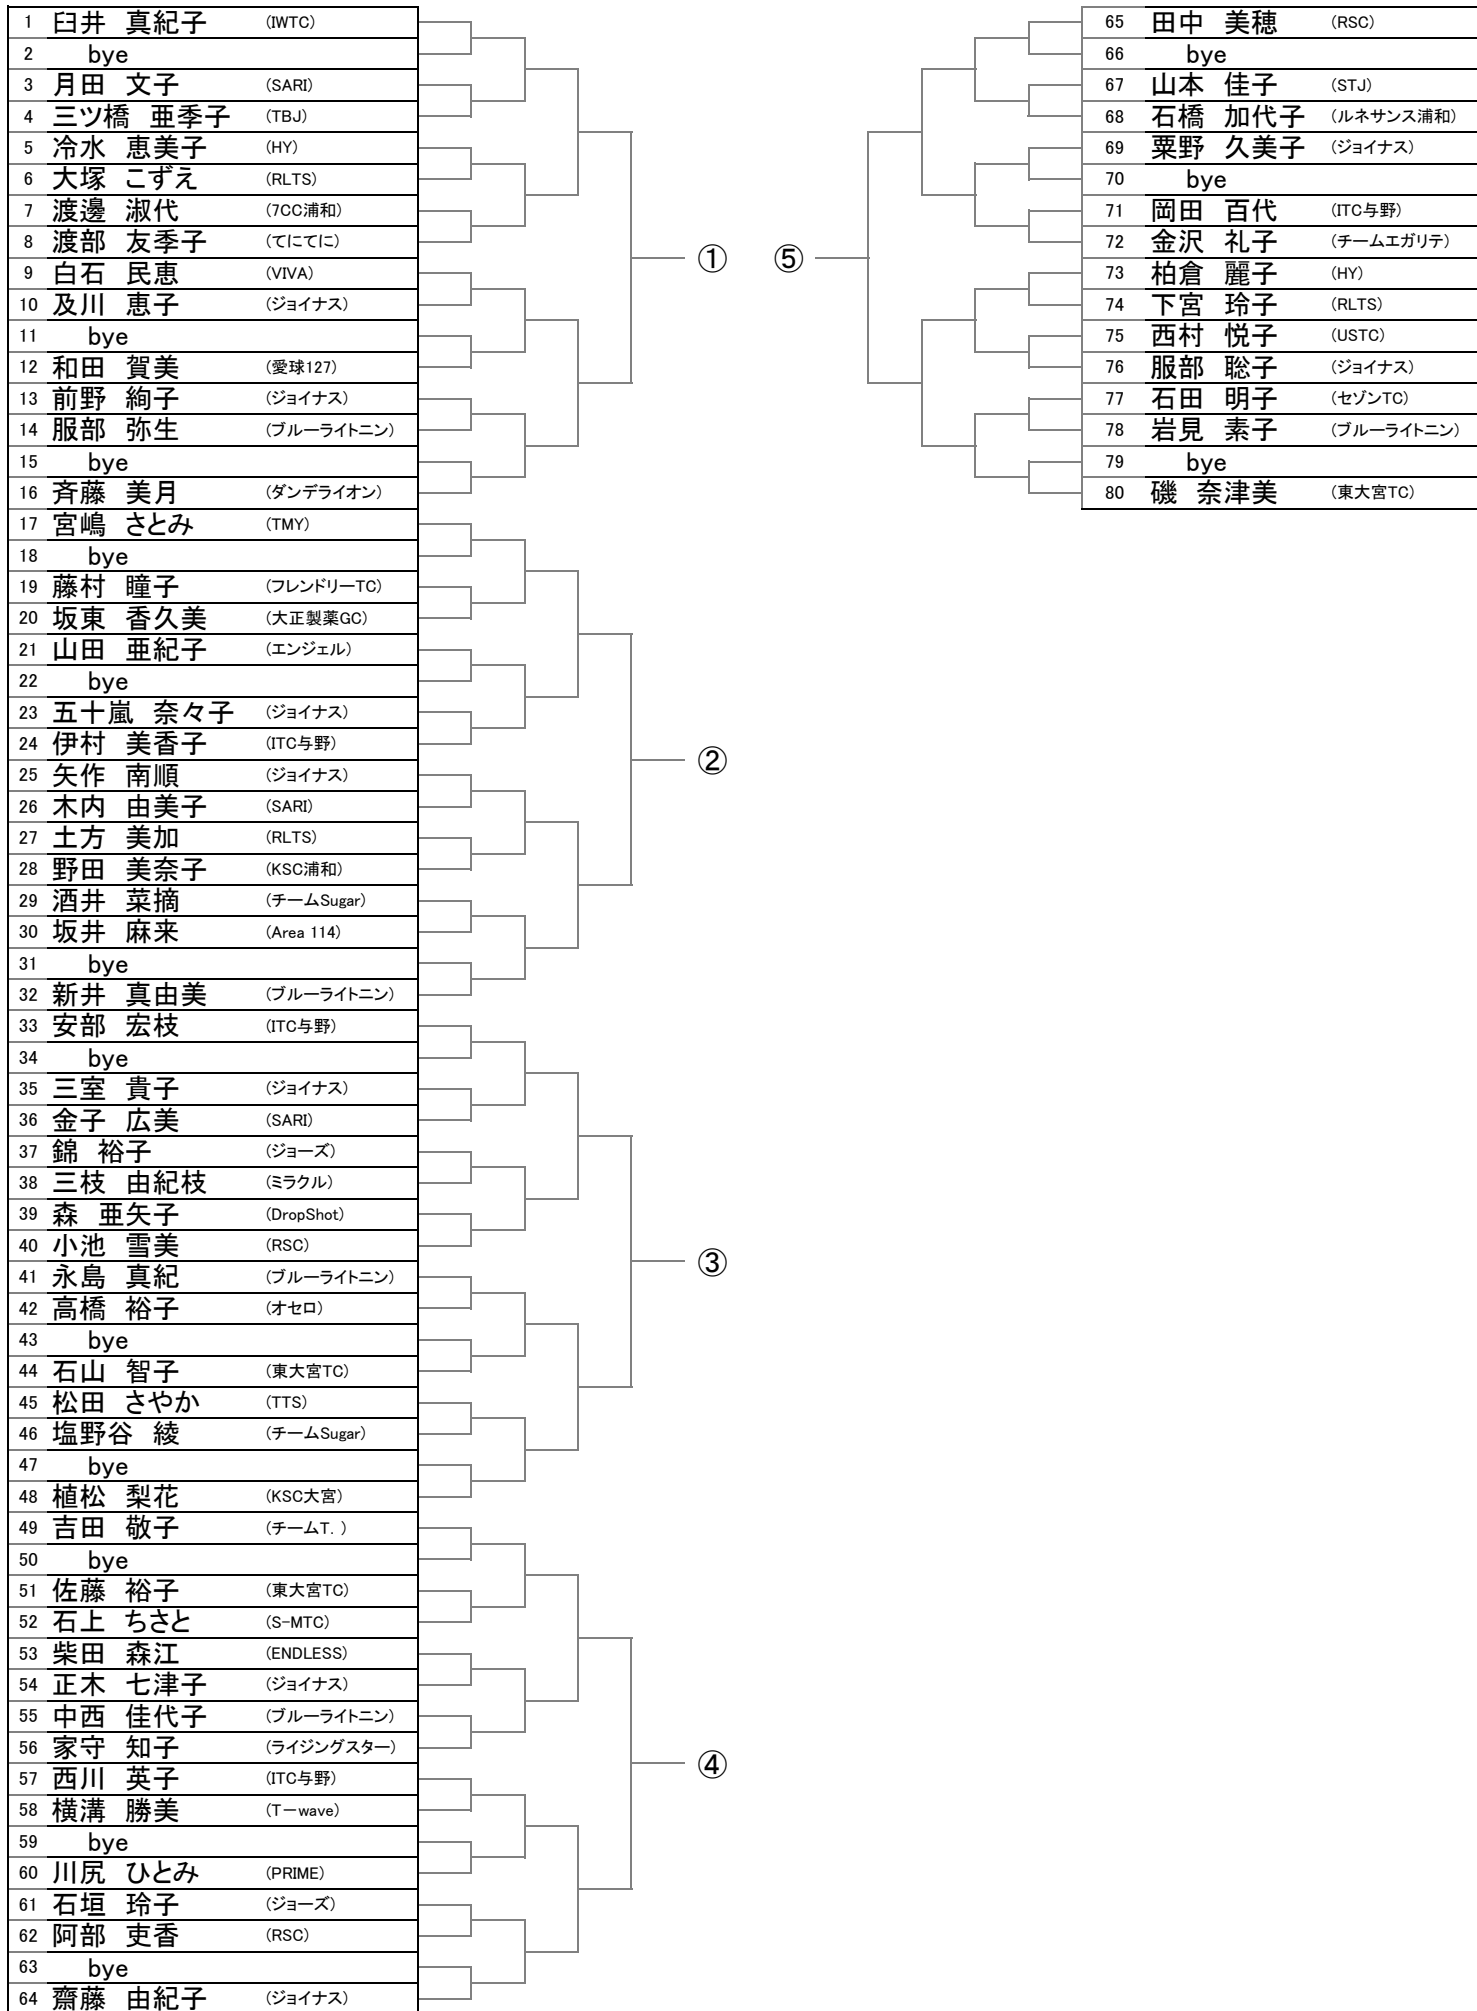 1 臼井 真紀子 (IWTC)
2 bye
3 月田 文子 (SARI)
4 三ツ橋 亜季子 (TBJ)
5 冷水 恵美子 (HY)
6 大塚 こずえ (RLTS)
7 渡邊 淑代 (7CC浦和)
8 渡部 友季子 (てにてに)
9 白石 民恵 (VIVA)
10 及川 恵子 (ジョイナス)
11 bye
12 和田 賀美 (愛球127)
13 前野 絢子 (ジョイナス)
14 服部 弥生 (ブルーライトニン)
15 bye
16 斉藤 美月 (ダンデライオン)
①
17 宮嶋 さとみ (TMY)
18 bye
19 藤村 瞳子 (フレンドリーTC)
20 坂東 香久美 (大正製薬GC)
21 山田 亜紀子 (エンジェル)
22 bye
23 五十嵐 奈々子 (ジョイナス)
24 伊村 美香子 (ITC与野)
25 矢作 南順 (ジョイナス)
26 木内 由美子 (SARI)
27 土方 美加 (RLTS)
28 野田 美奈子 (KSC浦和)
29 酒井 菜摘 (チームSugar)
30 坂井 麻来 (Area 114)
31 bye
32 新井 真由美 (ブルーライトニン)
②
33 安部 宏枝 (ITC与野)
34 bye
35 三室 貴子 (ジョイナス)
36 金子 広美 (SARI)
37 錦 裕子 (ジョーズ)
38 三枝 由紀枝 (ミラクル)
39 森 亜矢子 (DropShot)
40 小池 雪美 (RSC)
41 永島 真紀 (ブルーライトニン)
42 高橋 裕子 (オセロ)
43 bye
44 石山 智子 (東大宮TC)
45 松田 さやか (TTS)
46 塩野谷 綾 (チームSugar)
47 bye
48 植松 梨花 (KSC大宮)
③
49 吉田 敬子 (チームT.)
50 bye
51 佐藤 裕子 (東大宮TC)
52 石上 ちさと (S-MTC)
53 柴田 森江 (ENDLESS)
54 正木 七津子 (ジョイナス)
55 中西 佳代子 (ブルーライトニン)
56 家守 知子 (ライジングスター)
57 西川 英子 (ITC与野)
58 横溝 勝美 (Tーwave)
59 bye
60 川尻 ひとみ (PRIME)
61 石垣 玲子 (ジョーズ)
62 阿部 吏香 (RSC)
63 bye
64 齋藤 由紀子 (ジョイナス)
④
⑤
65 田中 美穂 (RSC)
66 bye
67 山本 佳子 (STJ)
68 石橋 加代子 (ルネサンス浦和)
69 粟野 久美子 (ジョイナス)
70 bye
71 岡田 百代 (ITC与野)
72 金沢 礼子 (チームエガリテ)
73 柏倉 麗子 (HY)
74 下宮 玲子 (RLTS)
75 西村 悦子 (USTC)
76 服部 聡子 (ジョイナス)
77 石田 明子 (セゾンTC)
78 岩見 素子 (ブルーライトニン)
79 bye
80 磯 奈津美 (東大宮TC)